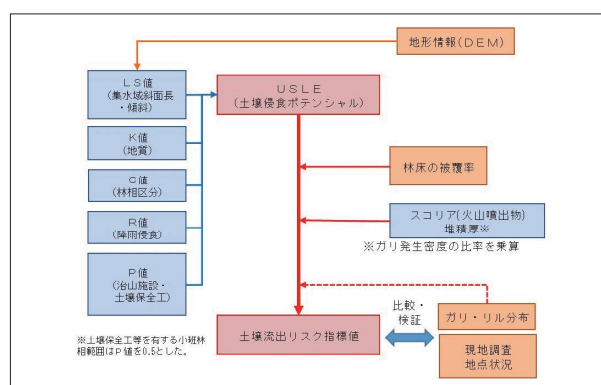 地形情報(DEM)
LS値
(集水域斜面長
・傾斜)
USLE
(土壌侵食ポテンシャル)
K値
(地質)
C値
(林相区分)
R値
(降雨侵食)
P値
(治山施設・
土壌保全工)
林床の被覆率
スコリア(火山噴出物)
堆積厚※
※ガリ発生密度の比率を乗算
※土壌保全工等を有する小班林
相範囲はP値を0.5とした。
土壌流出リスク指標値
比較・
検証
ガリ・リル分布
現地調査
地点状況